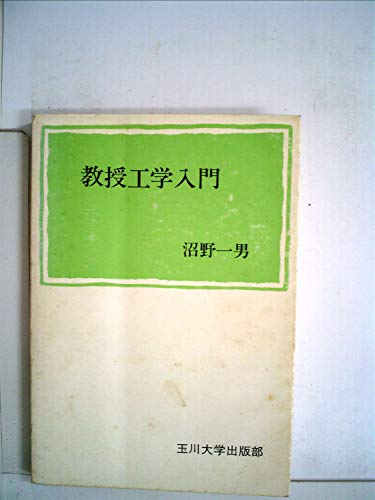 教授工学入門
沼野一男
玉川大学出版部